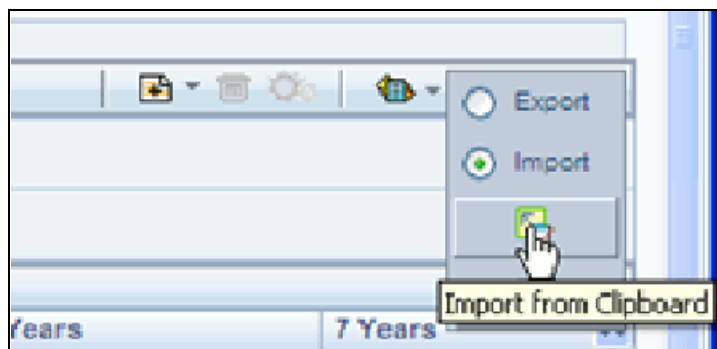 Export
Import
Import from Clipboard
Years
7 Years